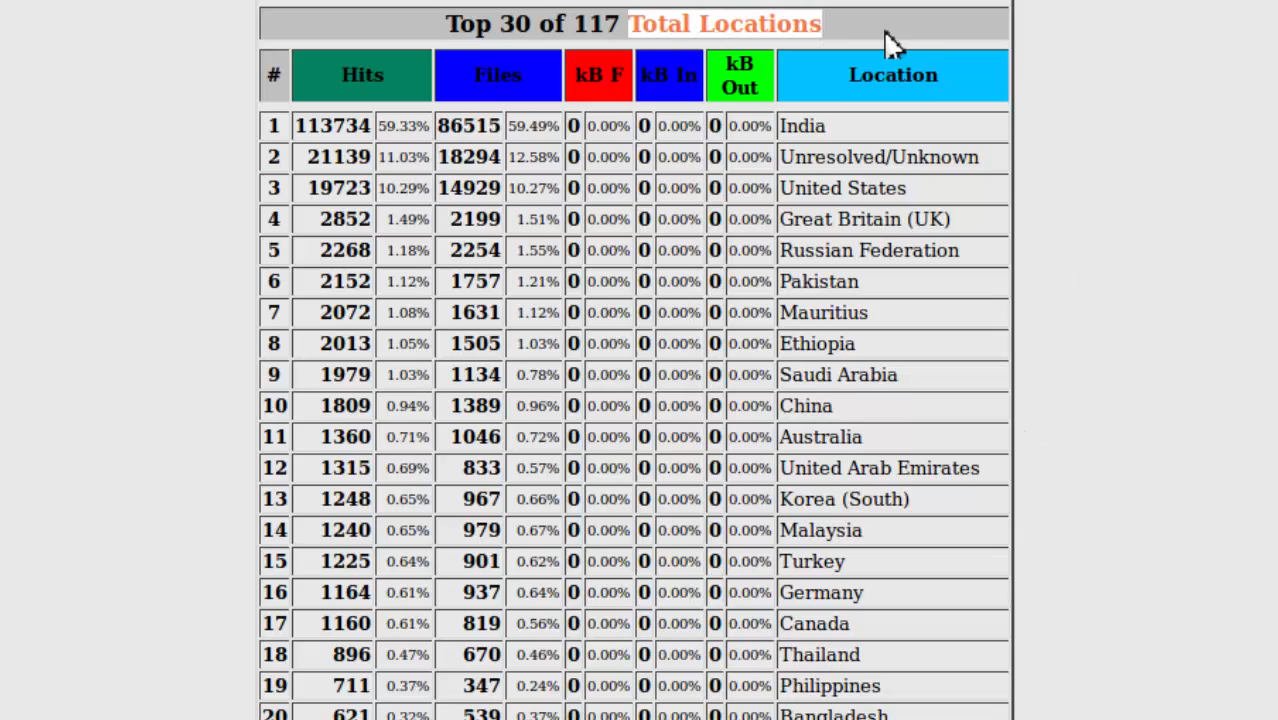 Top 30 of 117 Total Locations
# Hits Files kB F kB In kB Out Location
1 113734 59.33% 86515 59.49% 0 0.00% 0 0.00% 0 0.00% India
2 21139 11.03% 18294 12.58% 0 0.00% 0 0.00% 0 0.00% Unresolved/Unknown
3 19723 10.29% 14929 10.27% 0 0.00% 0 0.00% 0 0.00% United States
4 2852 1.49% 2199 1.51% 0 0.00% 0 0.00% 0 0.00% Great Britain (UK)
5 2268 1.18% 2254 1.55% 0 0.00% 0 0.00% 0 0.00% Russian Federation
6 2152 1.12% 1757 1.21% 0 0.00% 0 0.00% 0 0.00% Pakistan
7 2072 1.08% 1631 1.12% 0 0.00% 0 0.00% 0 0.00% Mauritius
8 2013 1.05% 1505 1.03% 0 0.00% 0 0.00% 0 0.00% Ethiopia
9 1979 1.03% 1134 0.78% 0 0.00% 0 0.00% 0 0.00% Saudi Arabia
10 1809 0.94% 1389 0.96% 0 0.00% 0 0.00% 0 0.00% China
11 1360 0.71% 1046 0.72% 0 0.00% 0 0.00% 0 0.00% Australia
12 1315 0.69% 833 0.57% 0 0.00% 0 0.00% 0 0.00% United Arab Emirates
13 1248 0.65% 967 0.66% 0 0.00% 0 0.00% 0 0.00% Korea (South)
14 1240 0.65% 979 0.67% 0 0.00% 0 0.00% 0 0.00% Malaysia
15 1225 0.64% 901 0.62% 0 0.00% 0 0.00% 0 0.00% Turkey
16 1164 0.61% 937 0.64% 0 0.00% 0 0.00% 0 0.00% Germany
17 1160 0.61% 819 0.56% 0 0.00% 0 0.00% 0 0.00% Canada
18 896 0.47% 670 0.46% 0 0.00% 0 0.00% 0 0.00% Thailand
19 711 0.37% 347 0.24% 0 0.00% 0 0.00% 0 0.00% Philippines
20 621 0.32% 539 0.37% 0 0.00% 0 0.00% 0 0.00% Bangladesh